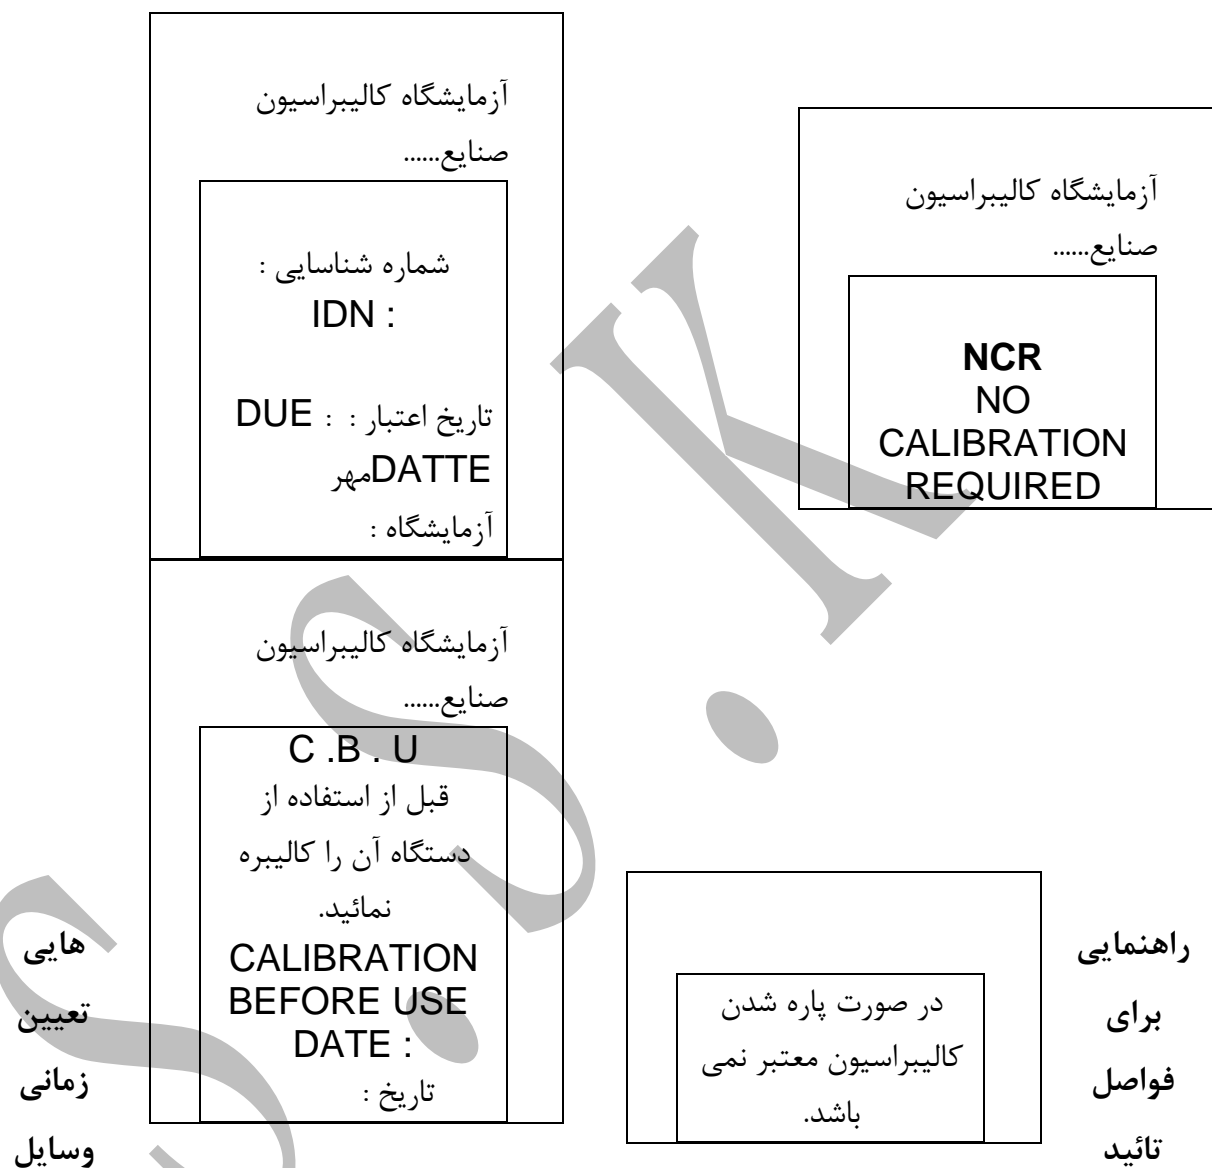 آزمایشگاه کالیبراسیون
صنایع......
شماره شناسایی :
IDN :
تاریخ اعتبار : DUE :
DATTEمهر
آزمایشگاه :
آزمایشگاه کالیبراسیون
صنایع......
NCR
NO
CALIBRATION
REQUIRED
آزمایشگاه کالیبراسیون
صنایع......
C .B . U
قبل از استفاده از
دستگاه آن را کالیبره
نمائید.
CALIBRATION
BEFORE USE
DATE :
تاریخ :
در صورت پاره شدن
کالیبراسیون معتبر نمی
باشد.
راهنمایی هایی
برای تعیین
فواصل زمانی
تائید وسایل
S.S.K